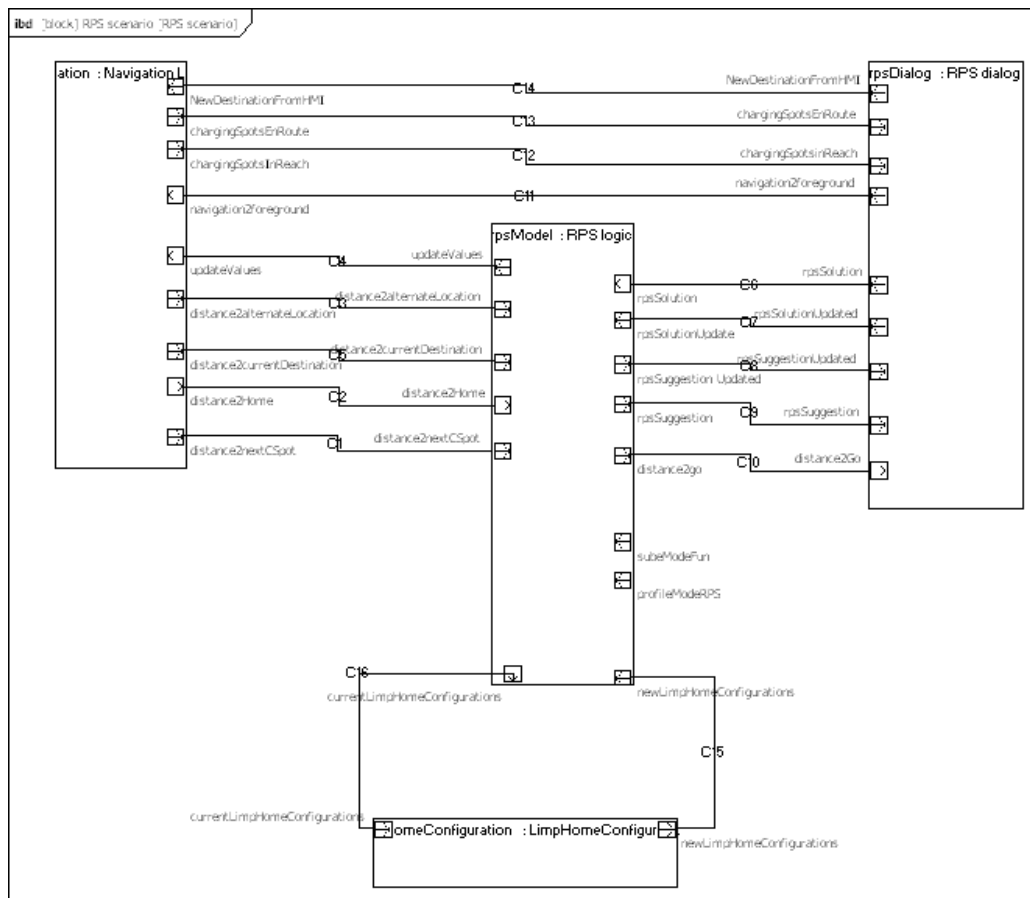 ibd [block] RPS scenario [RPS scenario]
ation : Navigation L
rpsDialog : RPS dialog
NewDestinationFromHMI
C14
NewDestinationFromHMI
chargingSpotsEnRoute
C13
chargingSpotsEnRoute
chargingSpotsInReach
C12
chargingSpotsinReach
navigation2foreground
C11
navigation2foreground
rpsModel : RPS logic
updateValues
C4
updateValues
distance2alternateLocation
C3
distance2alternateLocation
distance2currentDestination
C5
distance2currentDestination
distance2Home
C2
distance2Home
distance2nextCSpot
C1
distance2nextCSpot
rpsSolution
C6
rpsSolution
rpsSolutionUpdate
C7
rpsSolutionUpdated
rpsSuggestion Updated
C8
rpsSuggestionUpdated
rpsSuggestion
C9
rpsSuggestion
distance2go
C10
distance2Go
subeModeFun
profileModeRPS
C16
currentLimpHomeConfigurations
newLimpHomeConfigurations
C15
currentLimpHomeConfigurations
omeConfiguration : LimpHomeConfigur
newLimpHomeConfigurations